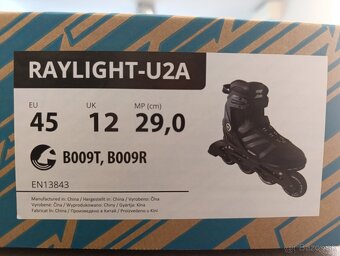 RAYLIGHT-U2A
EU UK MP (cm)
45 12 29,0
B009T, B009R
EN13843
Manufactured in: China / Hergestellt in: China / Vyrobeno: Čína
Vyrobené: Čína / Wyprodukowane: Chiny / Gyártja: Kína
Fabricat în: China / Произведено в Китай / Proizvedeno u Kini